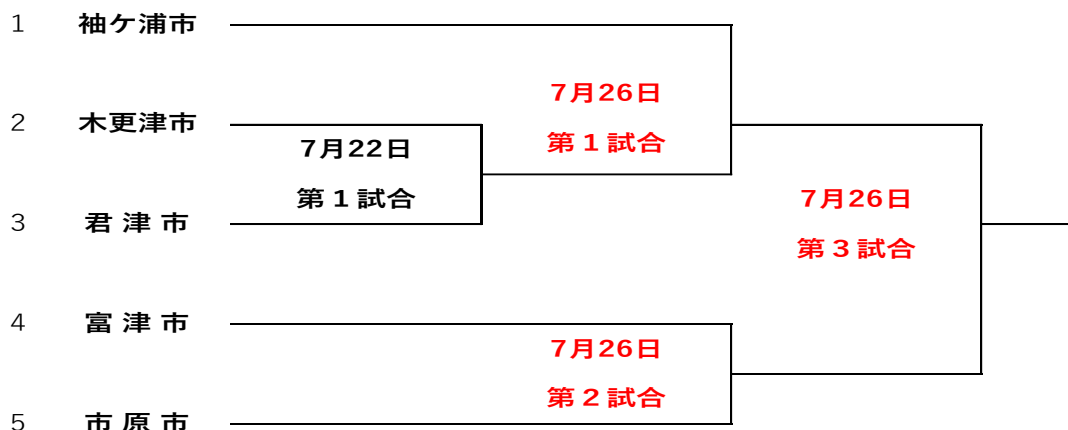 1 袖ケ浦市
7月26日
2 木更津市
第１試合
7月22日
第１試合
7月26日
3 君津市
第３試合
4 富津市
7月26日
第２試合
5 市原市